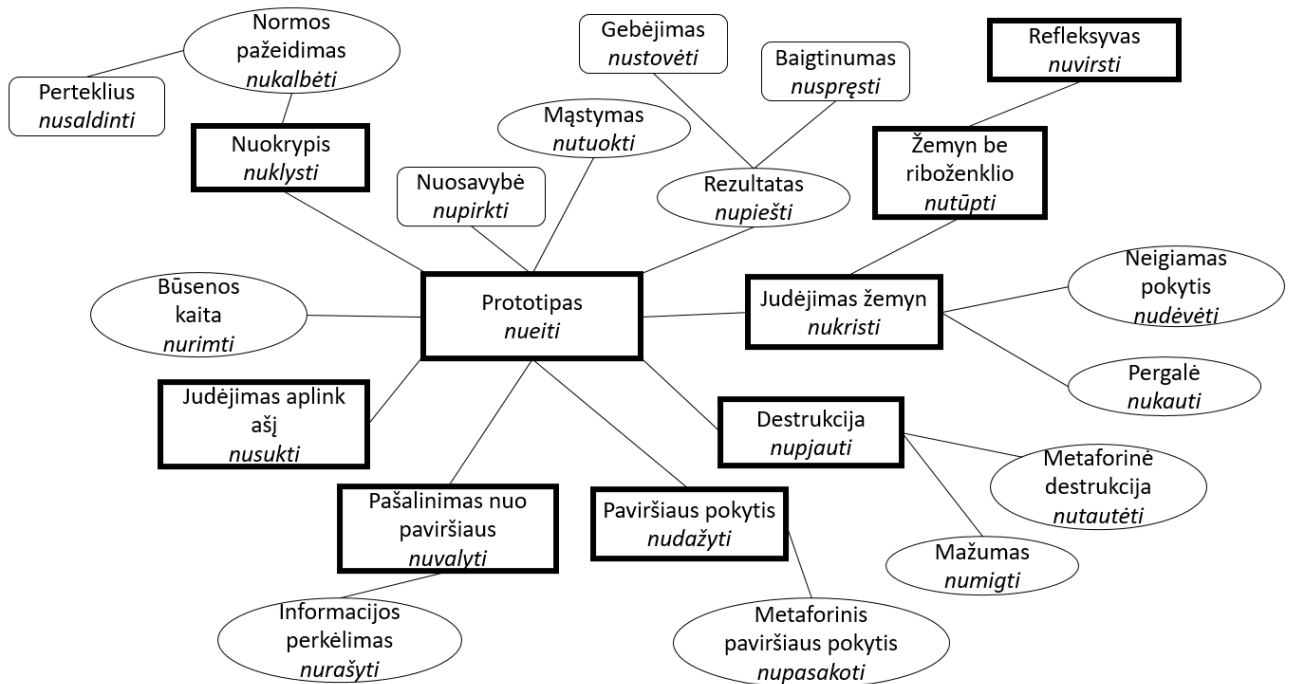 Normos
pažeidimas
nukalbėti
Perteklius
nusaldinti
Nuokrypis
nuklysti
Gebėjimas
nustovėti
Baigtinumas
nuspręsti
Refleksyvas
nuvirsti
Mąstymas
nutuokti
Nuosavybė
nupirkti
Rezultatas
nupiešti
Žemyn be
riboženklio
nutūpti
Būsenos
kaita
nurimti
Prototipas
nueiti
Judėjimas žemyn
nukristi
Neigiamas
pokytis
nudėvėti
Pergalė
nukauti
Judėjimas aplink
ašį
nusukti
Destrukcija
nupjauti
Metaforinė
destrukcija
nutautėti
Pašalinimas nuo
paviršiaus
nuvalyti
Paviršiaus pokytis
nudažyti
Mažumas
numigti
Informacijos
perkėlimas
nurašyti
Metaforinis
paviršiaus pokytis
nupasakoti